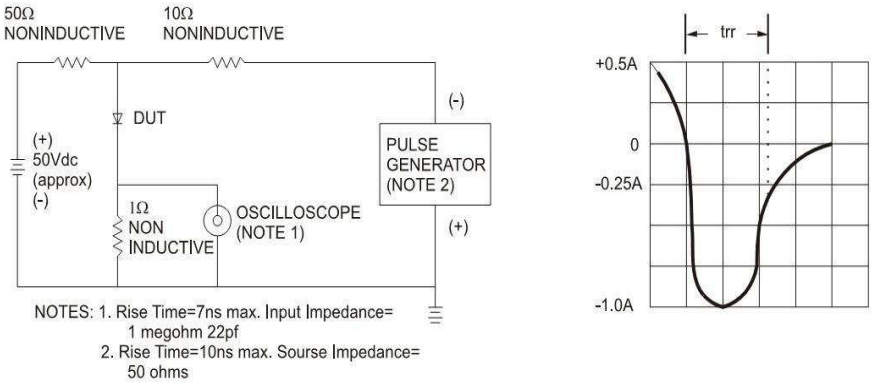 50Ω
NONINDUCTIVE
10Ω
NONINDUCTIVE
DUT
(+)
50Vdc
(approx)
(-)
1Ω
NON
INDUCTIVE
OSCILLOSCOPE
(NOTE 1)
(-)
PULSE
GENERATOR
(NOTE 2)
(+)
NOTES: 1. Rise Time=7ns max. Input Impedance=
1 megohm 22pf
2. Rise Time=10ns max. Sourse Impedance=
50 ohms
trr
+0.5A
0
-0.25A
-1.0A